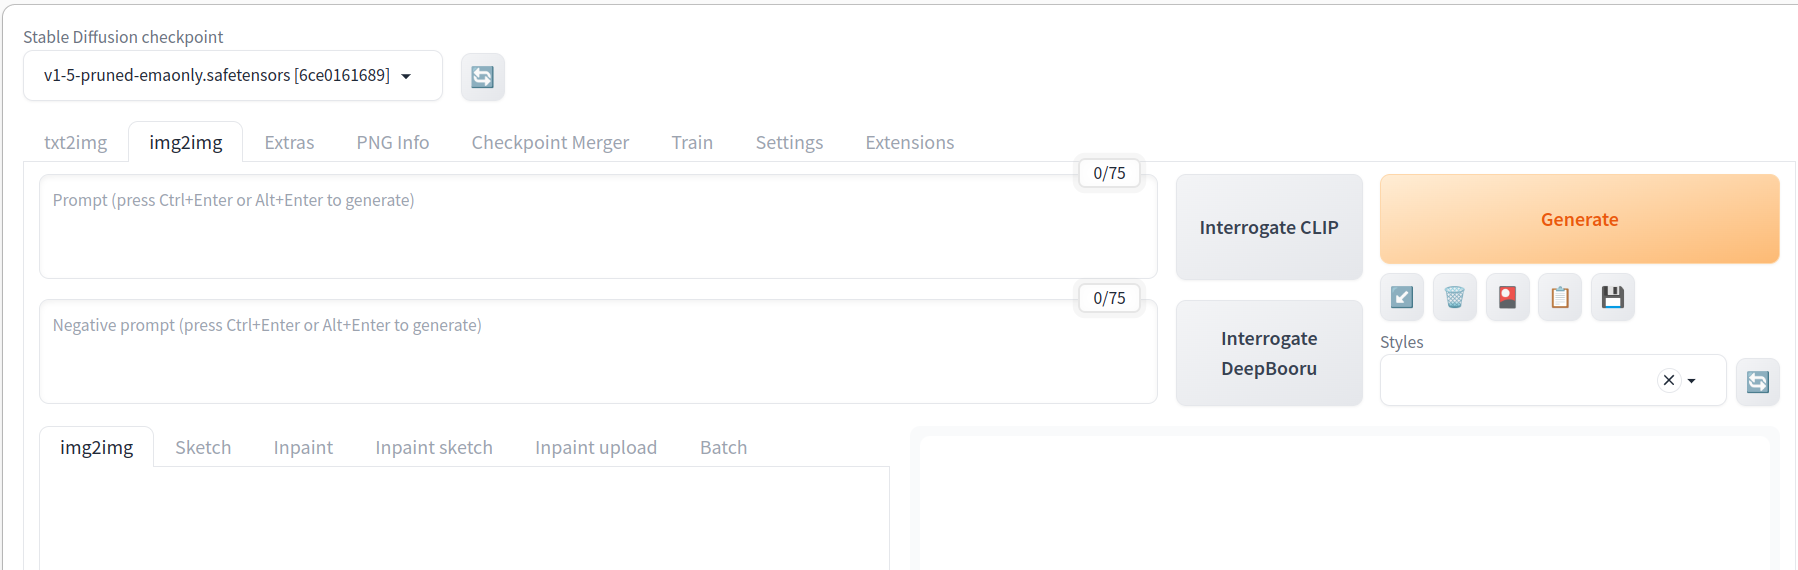 Stable Diffusion checkpoint
v1-5-pruned-emaonly.safetensors [6ce0161689]
txt2img img2img Extras PNG Info Checkpoint Merger Train Settings Extensions
0/75
Prompt (press Ctrl+Enter or Alt+Enter to generate)
Interrogate CLIP
Generate
0/75
Negative prompt (press Ctrl+Enter or Alt+Enter to generate)
Interrogate
DeepBooru
Styles
img2img Sketch Inpaint Inpaint sketch Inpaint upload Batch